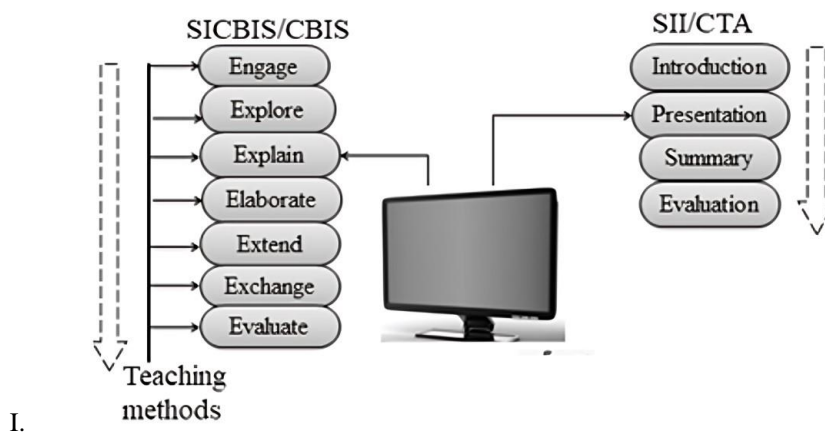 SICBIS/CBIS
Engage
Explore
Explain
Elaborate
Extend
Exchange
Evaluate
Teaching
methods
SII/CTA
Introduction
Presentation
Summary
Evaluation
I.